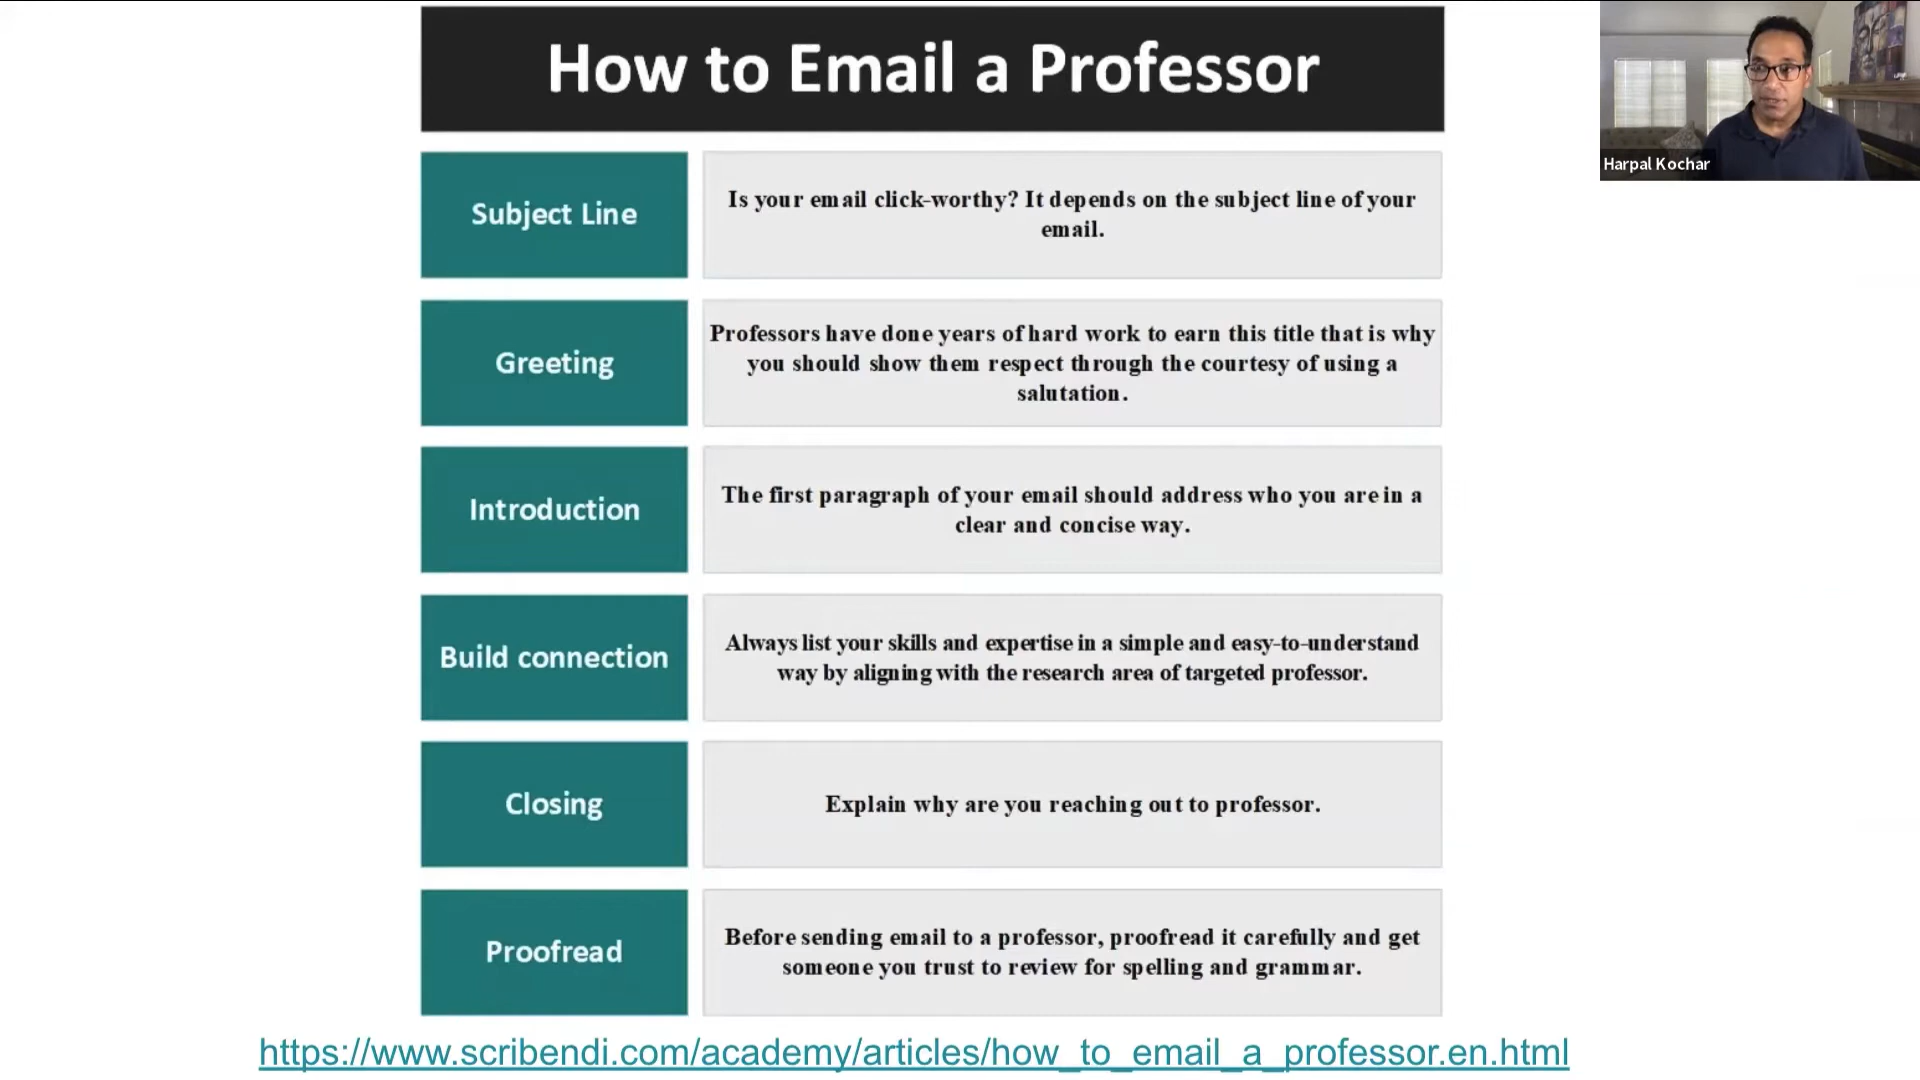 How to Email a Professor
Harpal Kochar
Subject Line
Is your email click-worthy? It depends on the subject line of your
email.
Greeting
Professors have done years of hard work to earn this title that is why
you should show them respect through the courtesy of using a
salutation.
Introduction
The first paragraph of your email should address who you are in a
clear and concise way.
Build connection
Always list your skills and expertise in a simple and easy-to-understand
way by aligning with the research area of targeted professor.
Closing
Explain why are you reaching out to professor.
Proofread
Before sending email to a professor, proofread it carefully and get
someone you trust to review for spelling and grammar.
https://www.scribendi.com/academy/articles/how_to_email_a_professor.en.html